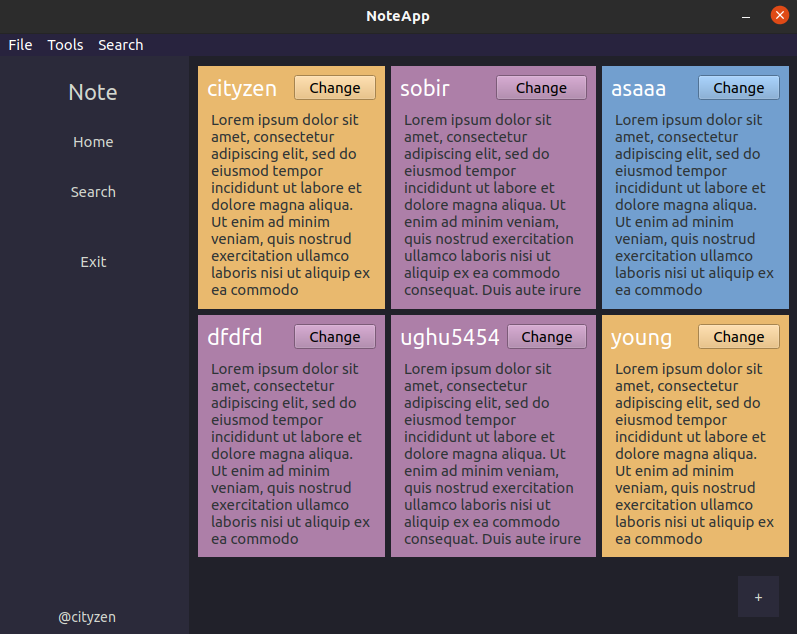 NoteApp
File Tools Search
Note
Home
Search
Exit
@cityzen
cityzen Change
Lorem ipsum dolor sit
amet, consectetur
adipiscing elit, sed do
eiusmod tempor
incididunt ut labore et
dolore magna aliqua.
Ut enim ad minim
veniam, quis nostrud
exercitation ullamco
laboris nisi ut aliquip ex
ea commodo
sobir Change
Lorem ipsum dolor sit
amet, consectetur
adipiscing elit, sed do
eiusmod tempor
incididunt ut labore et
dolore magna aliqua. Ut
enim ad minim veniam,
quis nostrud exercitation
ullamco laboris nisi ut
aliquip ex ea commodo
consequat. Duis aute irure
asaaa Change
Lorem ipsum dolor sit
amet, consectetur
adipiscing elit, sed do
eiusmod tempor
incididunt ut labore et
dolore magna aliqua.
Ut enim ad minim
veniam, quis nostrud
exercitation ullamco
laboris nisi ut aliquip ex
ea commodo
dfdfd Change
Lorem ipsum dolor sit
amet, consectetur
adipiscing elit, sed do
eiusmod tempor
incididunt ut labore et
dolore magna aliqua.
Ut enim ad minim
veniam, quis nostrud
exercitation ullamco
laboris nisi ut aliquip ex
ea commodo
ughu5454 Change
Lorem ipsum dolor sit
amet, consectetur
adipiscing elit, sed do
eiusmod tempor
incididunt ut labore et
dolore magna aliqua. Ut
enim ad minim veniam,
quis nostrud exercitation
ullamco laboris nisi ut
aliquip ex ea commodo
consequat. Duis aute irure
young Change
Lorem ipsum dolor sit
amet, consectetur
adipiscing elit, sed do
eiusmod tempor
incididunt ut labore et
dolore magna aliqua.
Ut enim ad minim
veniam, quis nostrud
exercitation ullamco
laboris nisi ut aliquip ex
ea commodo
+